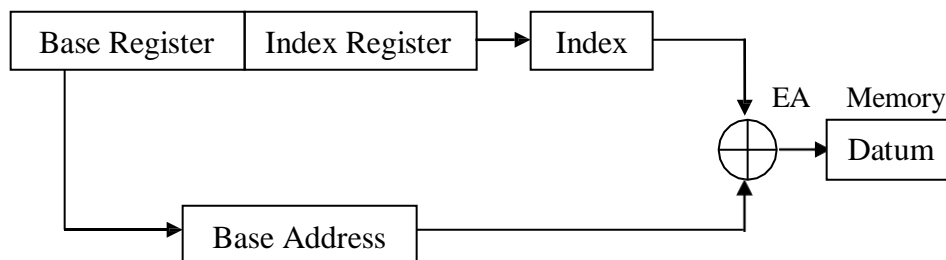 Base Register Index Register Index
EA Memory
Datum
Base Address